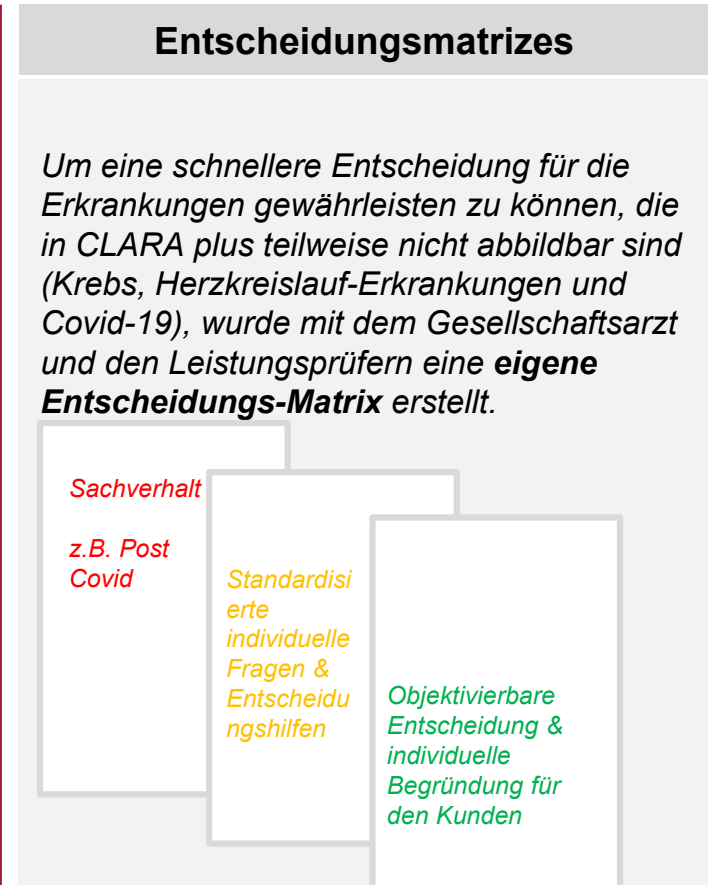 Entscheidungsmatrizes
Um eine schnellere Entscheidung für die
Erkrankungen gewährleisten zu können, die
in CLARA plus teilweise nicht abbildbar sind
(Krebs, Herzkreislauf-Erkrankungen und
Covid-19), wurde mit dem Gesellschaftsarzt
und den Leistungsprüfern eine eigene
Entscheidungs-Matrix erstellt.
Sachverhalt
z.B. Post
Covid
Standardisi
erte
individuelle
Fragen &
Entscheidu
ngshilfen
Objektivierbare
Entscheidung &
individuelle
Begründung für
den Kunden